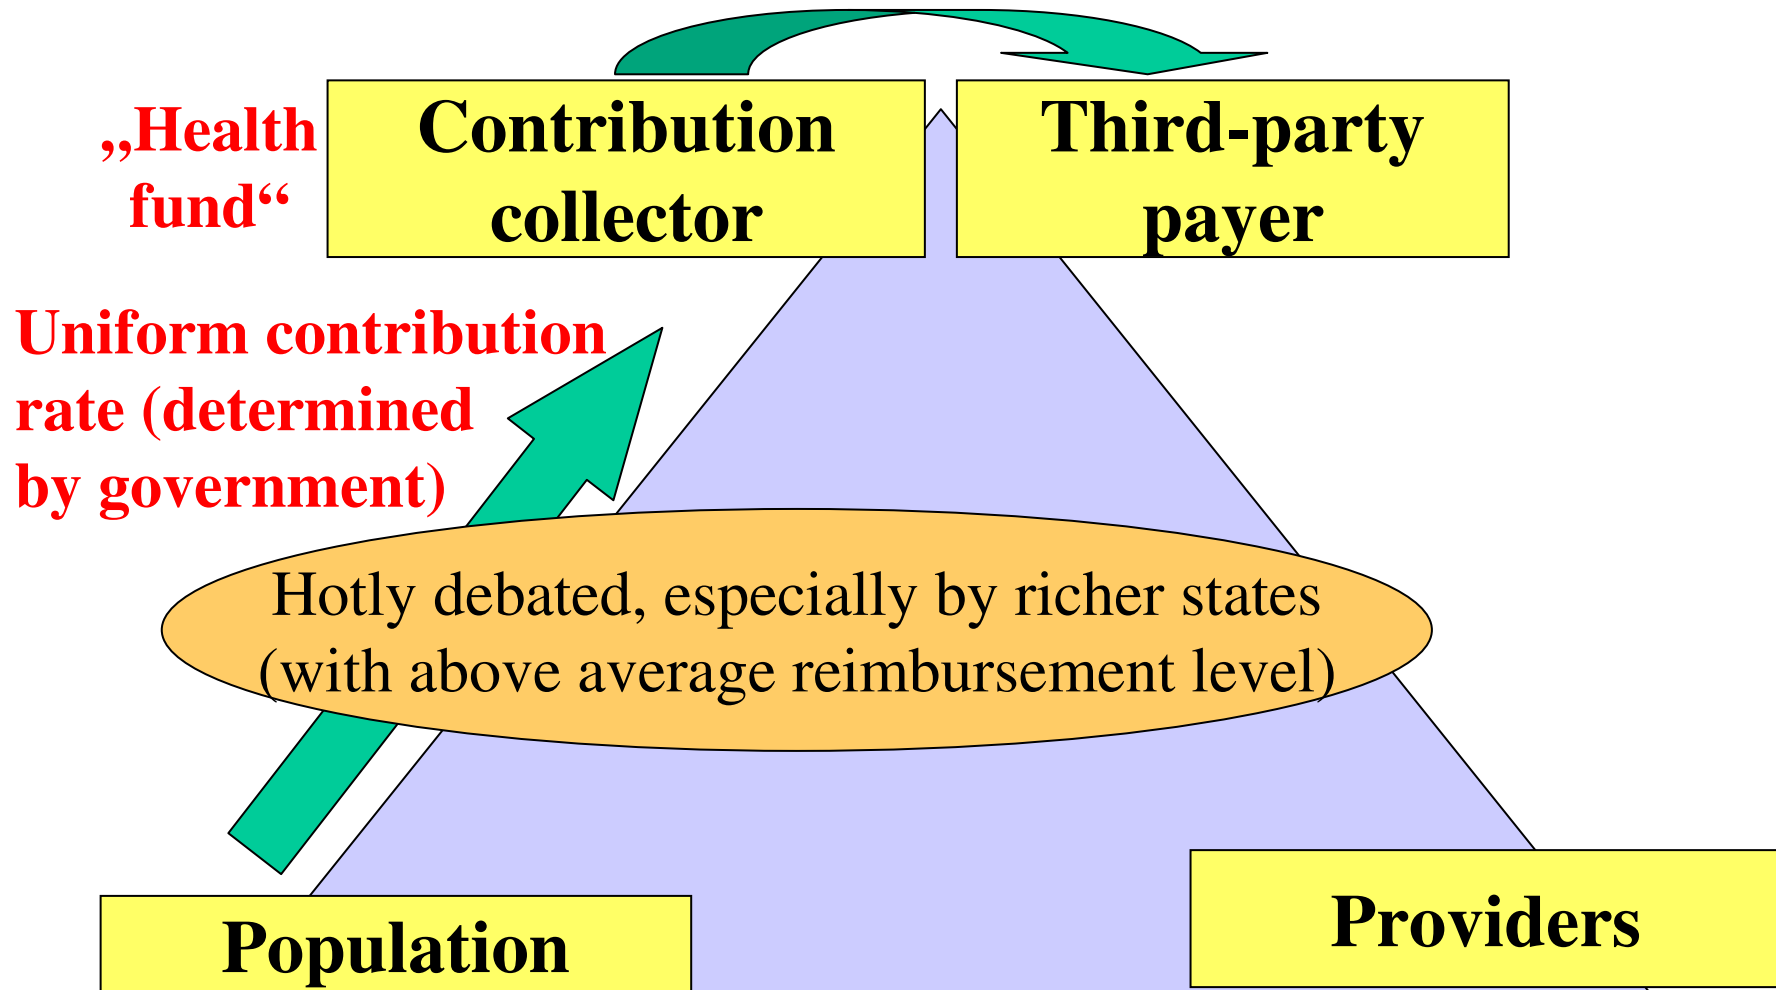 „Health
fund“
Contribution
collector
Third-party
payer
Uniform contribution
rate (determined
by government)
Hotly debated, especially by richer states
(with above average reimbursement level)
Population
Providers